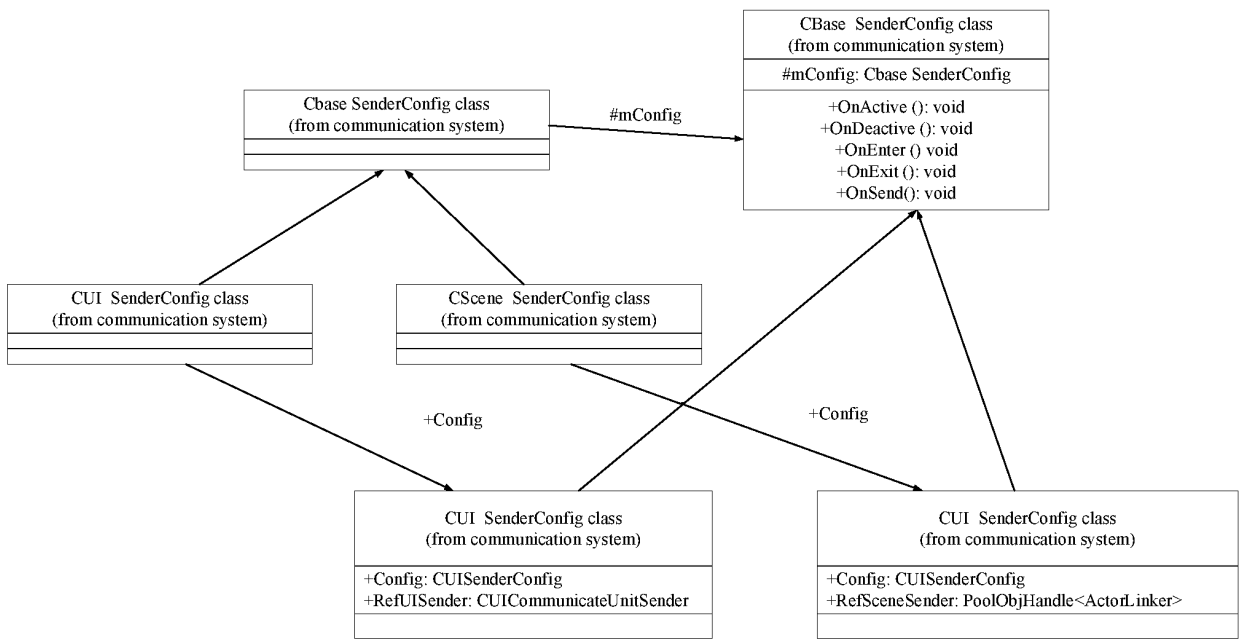 CBase SenderConfig class
(from communication system)
#mConfig: Cbase SenderConfig
+OnActive (): void
+OnDeactive (): void
+OnEnter () void
+OnExit (): void
+OnSend(): void
Cbase SenderConfig class
(from communication system)
#mConfig
CUI SenderConfig class
(from communication system)
CScene SenderConfig class
(from communication system)
+Config
+Config
CUI SenderConfig class
(from communication system)
+Config: CUISenderConfig
+RefUISender: CUICommunicateUnitSender
CUI SenderConfig class
(from communication system)
+Config: CUISenderConfig
+RefSceneSender: PoolObjHandle<ActorLinker>